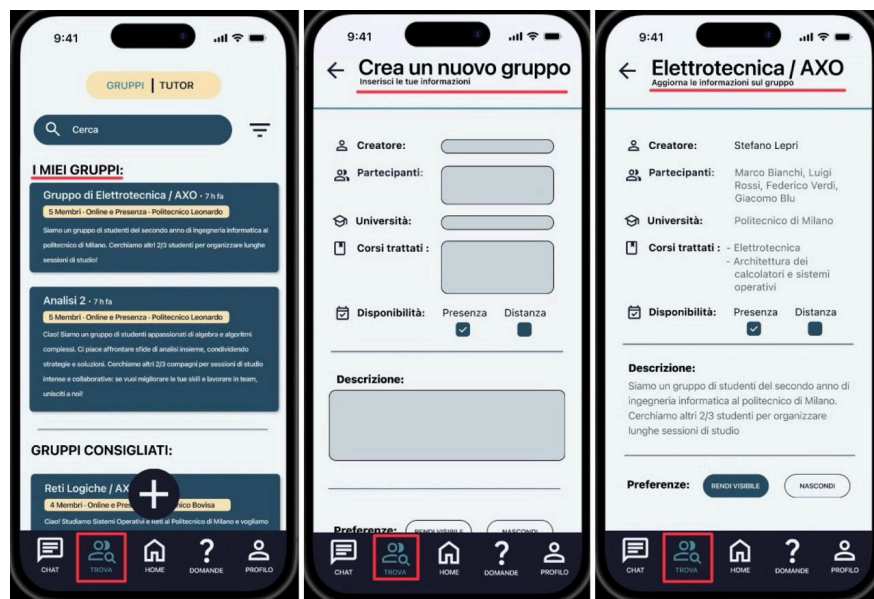 9:41
GRUPPI | TUTOR
Cerca
I MIEI GRUPPI:
Gruppo di Elettrotecnica / AXO · 7 h fa
5 Membri · Online e Presenza · Politecnico Leonardo
Siamo un gruppo di studenti del secondo anno di ingegneria informatica al
politecnico di Milano. Cerchiamo altri 2/3 studenti per organizzare lunghe
sessioni di studio!
Analisi 2 · 7 h fa
5 Membri · Online e Presenza · Politecnico Leonardo
Ciao! Siamo un gruppo di studenti appassionati di algebra e algoritmi
complessi. Ci piace affrontare sfide di analisi insieme, condividendo
strategie e soluzioni. Cerchiamo altri 2/3 compagni per sessioni di studio
intense e collaborative: se vuoi migliorare le tue skill e lavorare in team,
unisciti a noi!
GRUPPI CONSIGLIATI:
Reti Logiche / AX
4 Membri · Online e Pres nico Bovisa
Ciao! Studiamo Sistemi Operativi e Reti al Politecnico di Milano e vogliamo
CHAT
TROVA
HOME
DOMANDE
PROFILO
9:41
Crea un nuovo gruppo
Inserisci le tue informazioni
Creatore:
Partecipanti:
Università:
Corsi trattati :
Disponibilità:
Presenza
Distanza
Descrizione:
Preferenze:
RENDI VISIBILE
NASCONDI
CHAT
TROVA
HOME
DOMANDE
PROFILO
9:41
Elettrotecnica / AXO
Aggiorna le informazioni sul gruppo
Creatore: Stefano Lepri
Partecipanti: Marco Bianchi, Luigi
Rossi, Federico Verdi,
Giacomo Blu
Università: Politecnico di Milano
Corsi trattati : - Elettrotecnica
- Architettura dei
calcolatori e sistemi
operativi
Disponibilità: Presenza Distanza
Descrizione:
Siamo un gruppo di studenti del secondo anno di
ingegneria informatica al politecnico di Milano.
Cerchiamo altri 2/3 studenti per organizzare
lunghe sessioni di studio
Preferenze: RENDI VISIBILE NASCONDI
CHAT
TROVA
HOME
DOMANDE
PROFILO